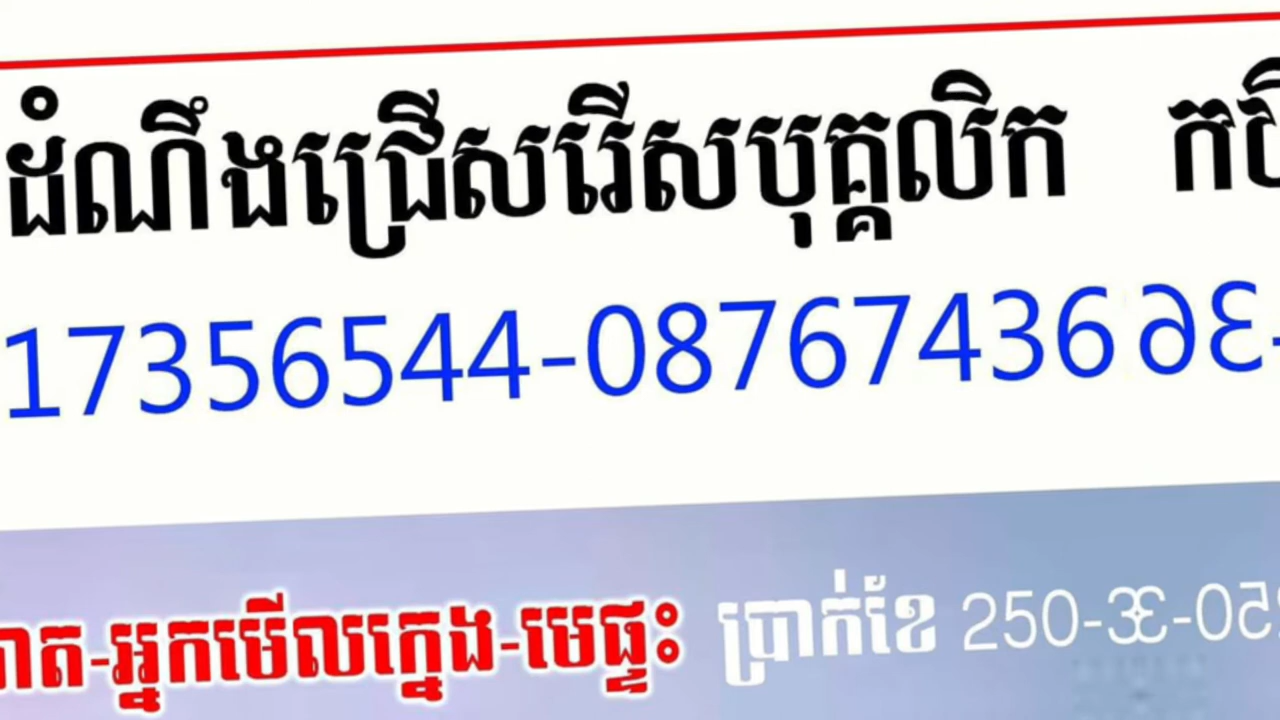 ដំណឹងជ្រើសរើសបុគ្គលិក
17356544-08767436
-អ្នកមើលក្មេង-មេផ្ទះ ប្រាក់ខែ 250-